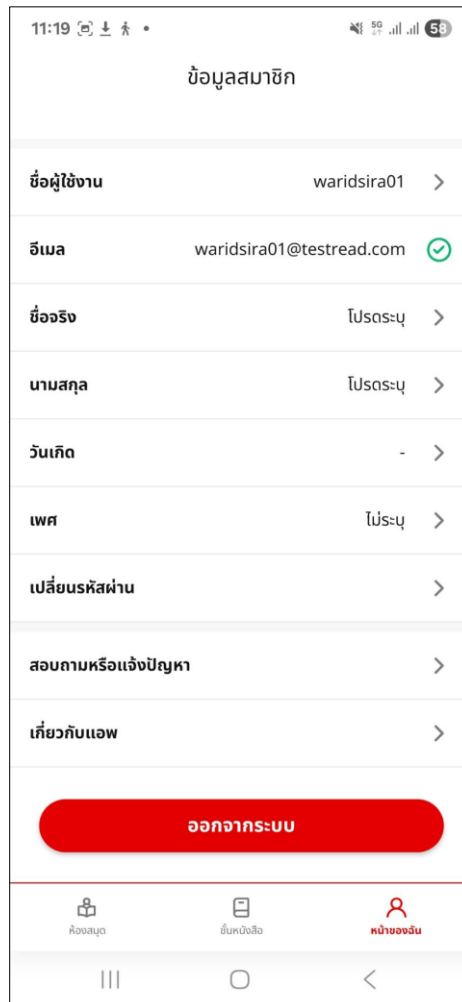 11:19 5G 58
ข้อมูลสมาชิก
ชื่อผู้ใช้งาน waridsira01
อีเมล waridsira01@testread.com
ชื่อจริง โปรดระบุ
นามสกุล โปรดระบุ
วันเกิด -
เพศ ไม่ระบุ
เปลี่ยนรหัสผ่าน
สอบถามหรือแจ้งปัญหา
เกี่ยวกับแอพ
ออกจากระบบ
ห้องสมุด ชั้นหนังสือ หน้าของฉัน